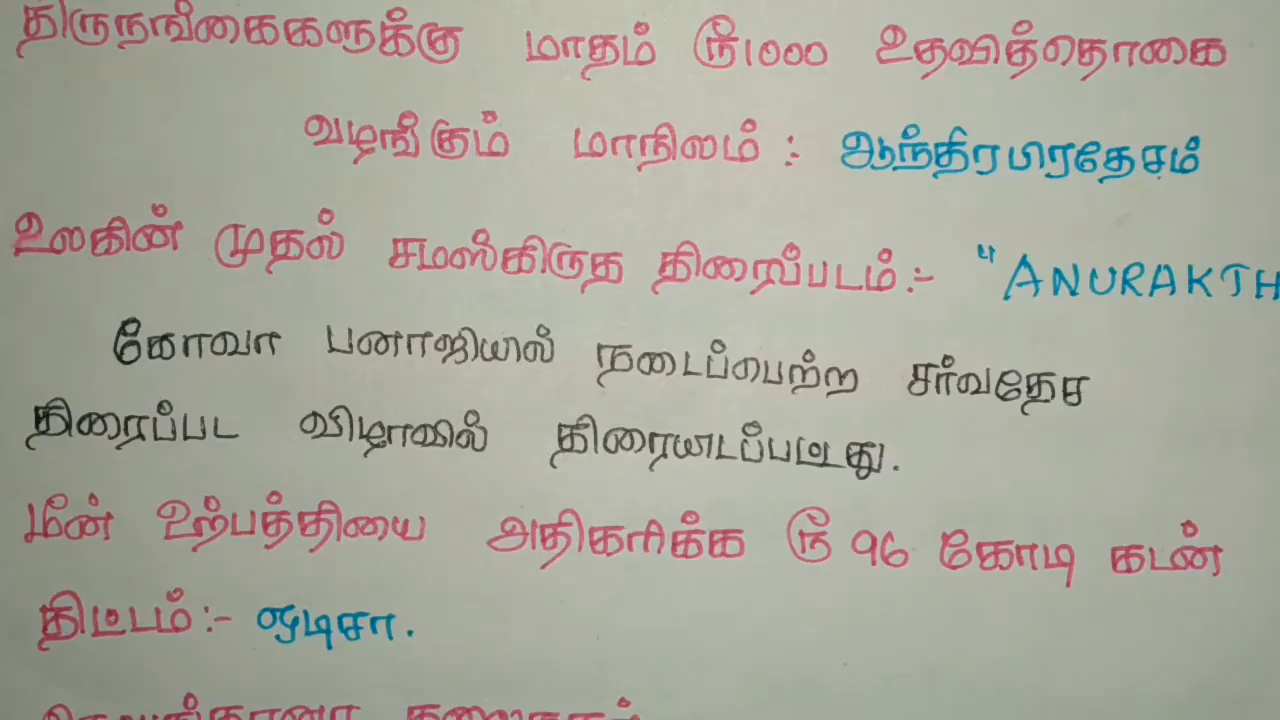 திருநங்கைகளுக்கு மாதம் ரூ1000 உதவித்தொகை
வழங்கும் மாநிலம் :- ஆந்திரபிரதேசம்
உலகின் முதல் சமஸ்கிருத திரைப்படம் :- "ANURAKTH
கோவா பனாஜியில் நடைப்பெற்ற சர்வதேச
திரைப்பட விழாவில் திரையிடப்பட்டது.
மீன் உற்பத்தியை அதிகரிக்க ரூ 96 கோடி கடன்
திட்டம் :- ஒடிசா.